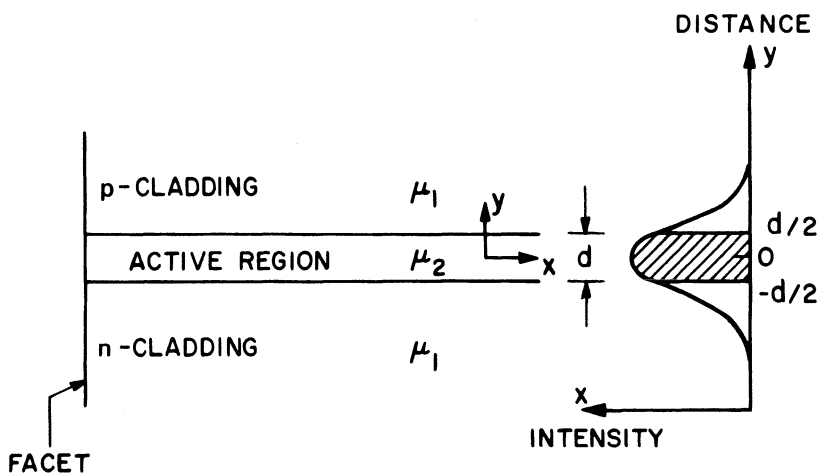 DISTANCE
y
p-CLADDING
μ₁
y
d/2
ACTIVE REGION
μ₂
x
d
0
-d/2
n-CLADDING
μ₁
x
INTENSITY
FACET